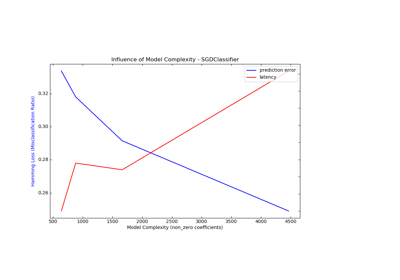 Influence of Model Complexity - SGDClassifier
prediction error
latency
0.32
0.30
0.28
0.26
Hamming Loss (Misclassification Ratio)
500 1000 1500 2000 2500 3000 3500 4000 4500
Model Complexity (non_zero coefficients)